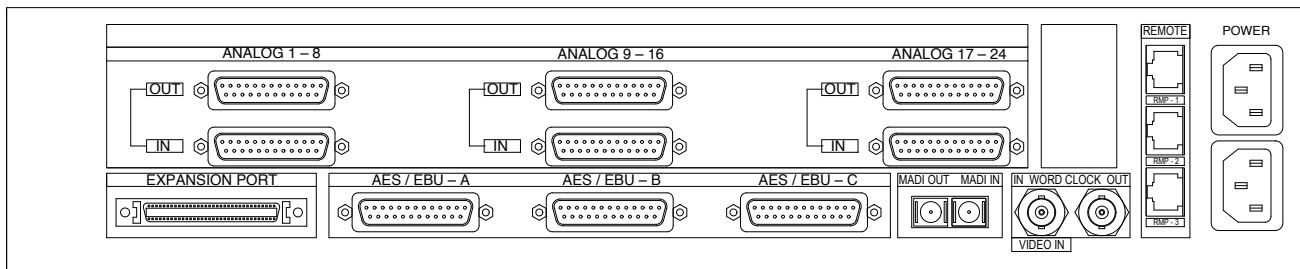 REMOTE
POWER
ANALOG 1 – 8
ANALOG 9 – 16
ANALOG 17 – 24
OUT
OUT
OUT
RMP - 1
IN
IN
IN
RMP - 2
EXPANSION PORT
AES / EBU – A
AES / EBU – B
AES / EBU – C
MADI OUT
MADI IN
IN WORD CLOCK OUT
RMP - 3
VIDEO IN